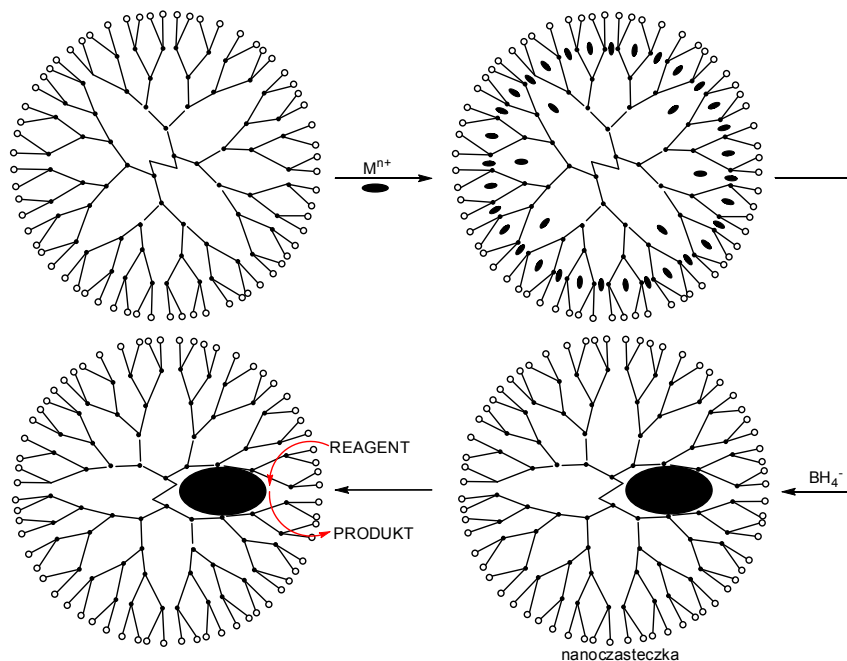 Mⁿ⁺
REAGENT
PRODUKT
BH₄⁻
nanoczasteczka